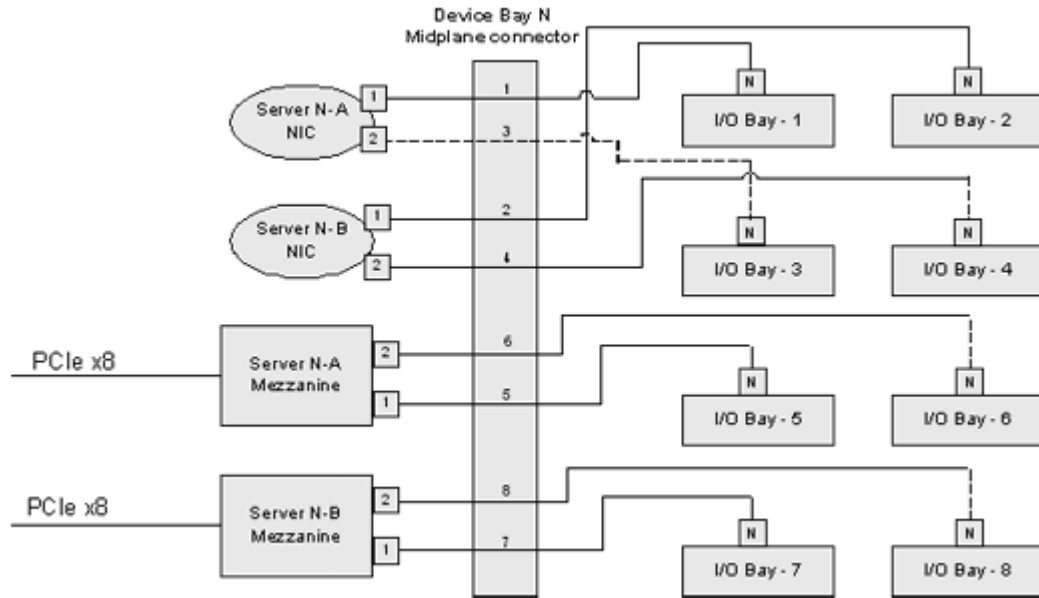 Device Bay N
Midplane connector
Server N-A
NIC
1
2
1
3
N
I/O Bay - 1
N
I/O Bay - 2
Server N-B
NIC
1
2
2
4
N
I/O Bay - 3
N
I/O Bay - 4
PCIe x8
Server N-A
Mezzanine
2
1
6
5
N
I/O Bay - 5
N
I/O Bay - 6
PCIe x8
Server N-B
Mezzanine
2
1
8
7
N
I/O Bay - 7
N
I/O Bay - 8